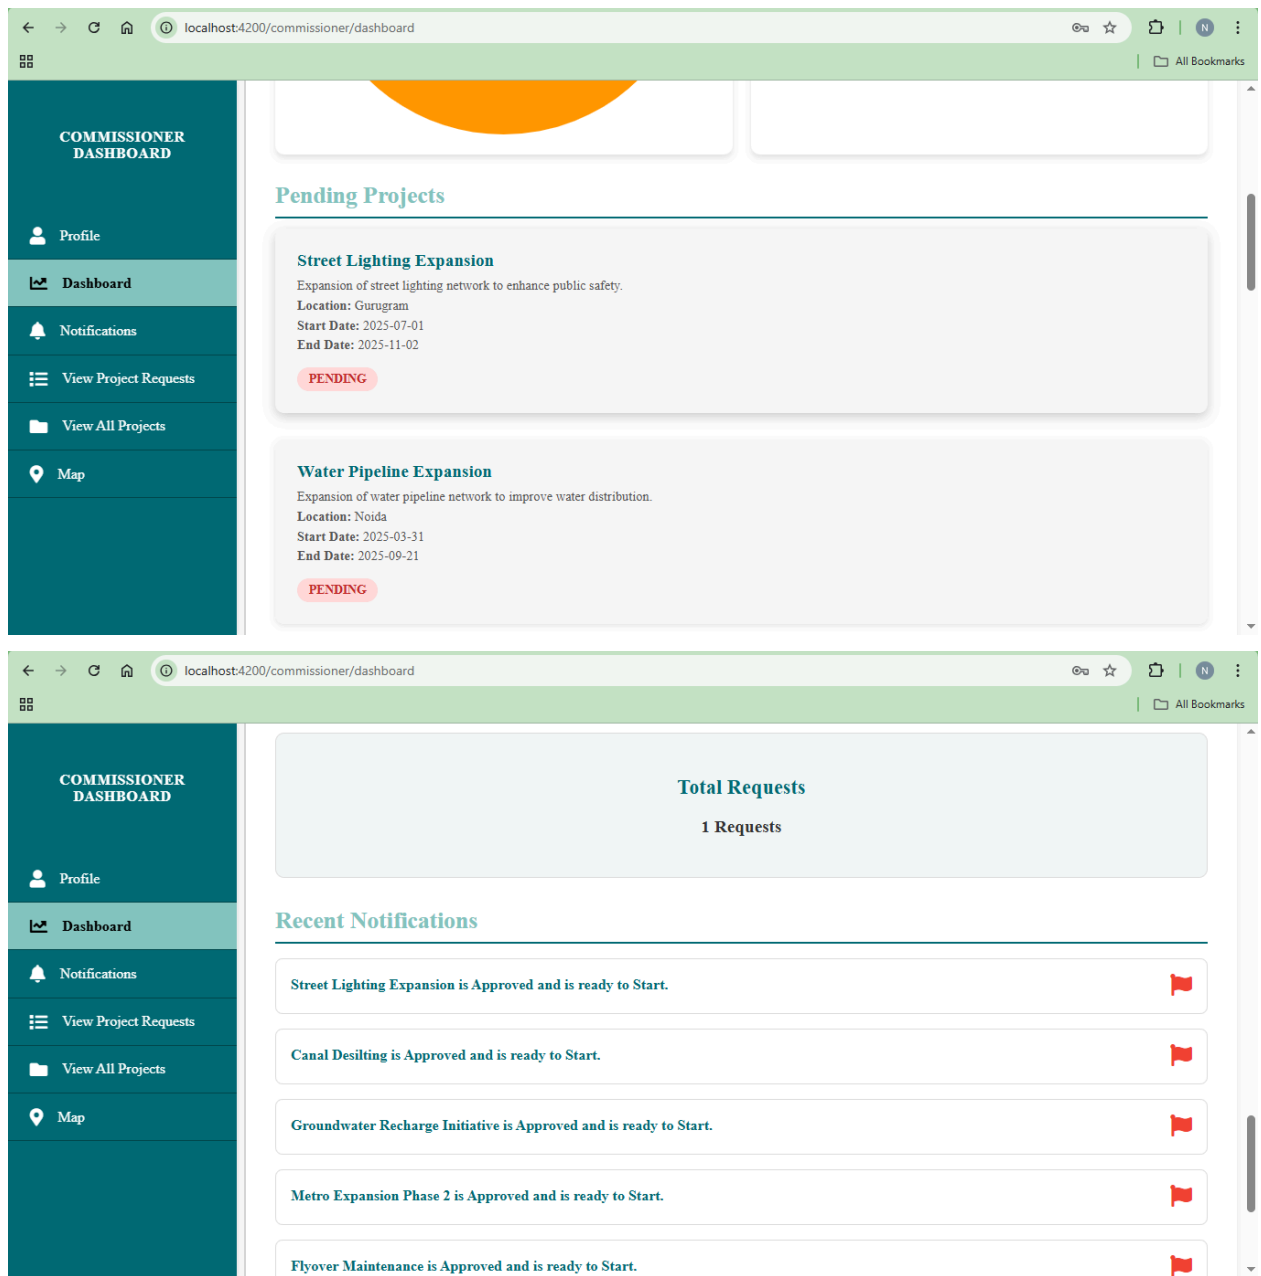 localhost:4200/commissioner/dashboard
N
All Bookmarks
COMMISSIONER
DASHBOARD
Profile
Dashboard
Notifications
View Project Requests
View All Projects
Map
Pending Projects
Street Lighting Expansion
Expansion of street lighting network to enhance public safety.
Location: Gurugram
Start Date: 2025-07-01
End Date: 2025-11-02
PENDING
Water Pipeline Expansion
Expansion of water pipeline network to improve water distribution.
Location: Noida
Start Date: 2025-03-31
End Date: 2025-09-21
PENDING
localhost:4200/commissioner/dashboard
N
All Bookmarks
COMMISSIONER
DASHBOARD
Profile
Dashboard
Notifications
View Project Requests
View All Projects
Map
Total Requests
1 Requests
Recent Notifications
Street Lighting Expansion is Approved and is ready to Start.
Canal Desilting is Approved and is ready to Start.
Groundwater Recharge Initiative is Approved and is ready to Start.
Metro Expansion Phase 2 is Approved and is ready to Start.
Flyover Maintenance is Approved and is ready to Start.